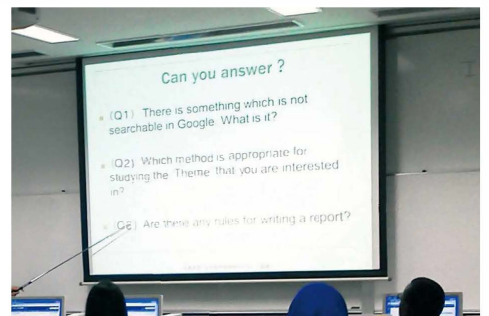 Can you answer ?
(Q1) There is something which is not
searchable in Google. What is it?
(Q2) Which method is appropriate for
studying the Theme that you are interested
in?
(Q3) Are there any rules for writing a report?